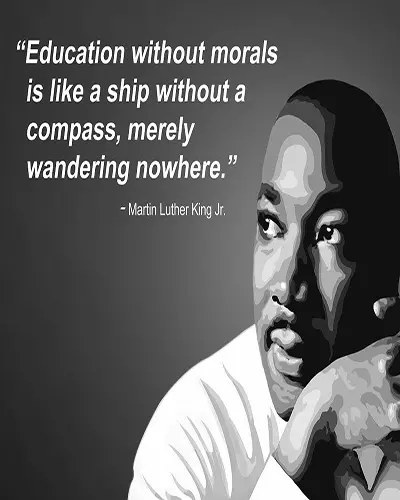 “Education without morals
is like a ship without a
compass, merely
wandering nowhere.”
~ Martin Luther King Jr.